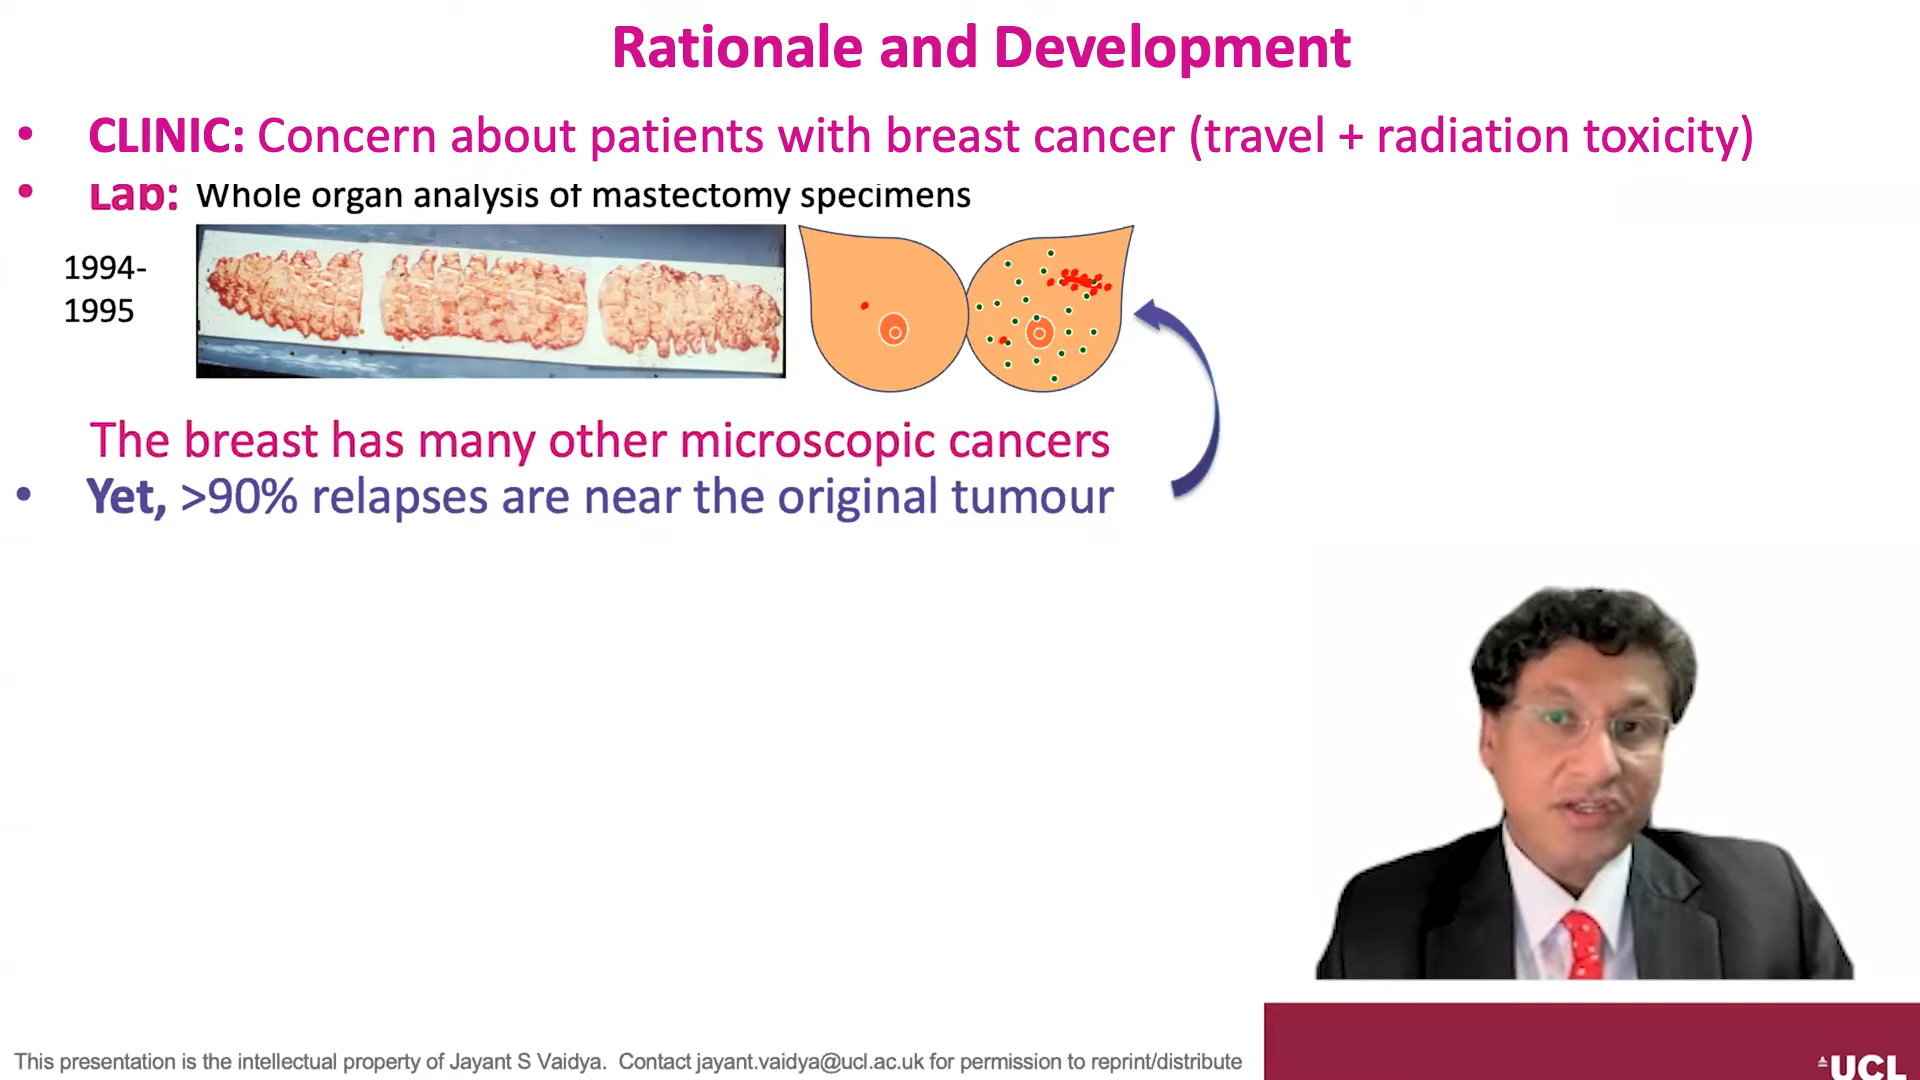 Rationale and Development
• CLINIC: Concern about patients with breast cancer (travel + radiation toxicity)
• Lab: Whole organ analysis of mastectomy specimens
1994-
1995
The breast has many other microscopic cancers
• Yet, >90% relapses are near the original tumour
This presentation is the intellectual property of Jayant S Vaidya. Contact jayant.vaidya@ucl.ac.uk for permission to reprint/distribute
UCL